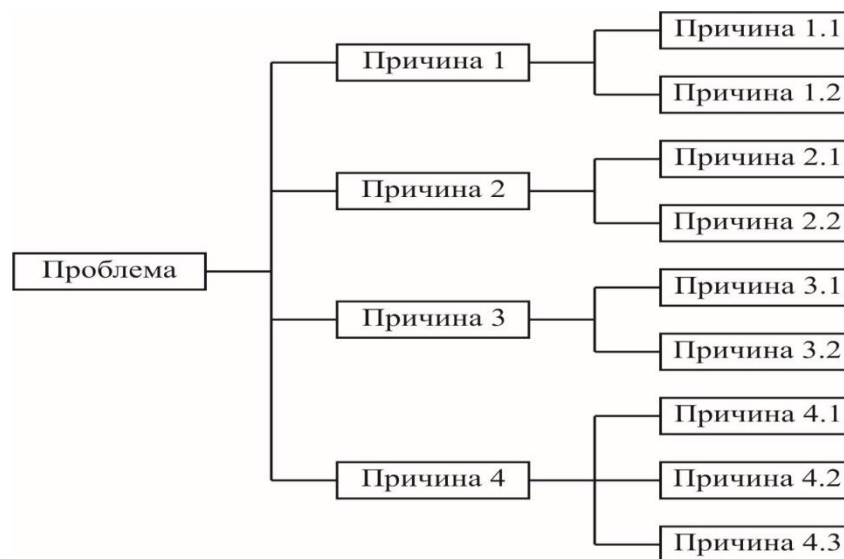 Проблема
Причина 1
Причина 1.1
Причина 1.2
Причина 2
Причина 2.1
Причина 2.2
Причина 3
Причина 3.1
Причина 3.2
Причина 4
Причина 4.1
Причина 4.2
Причина 4.3